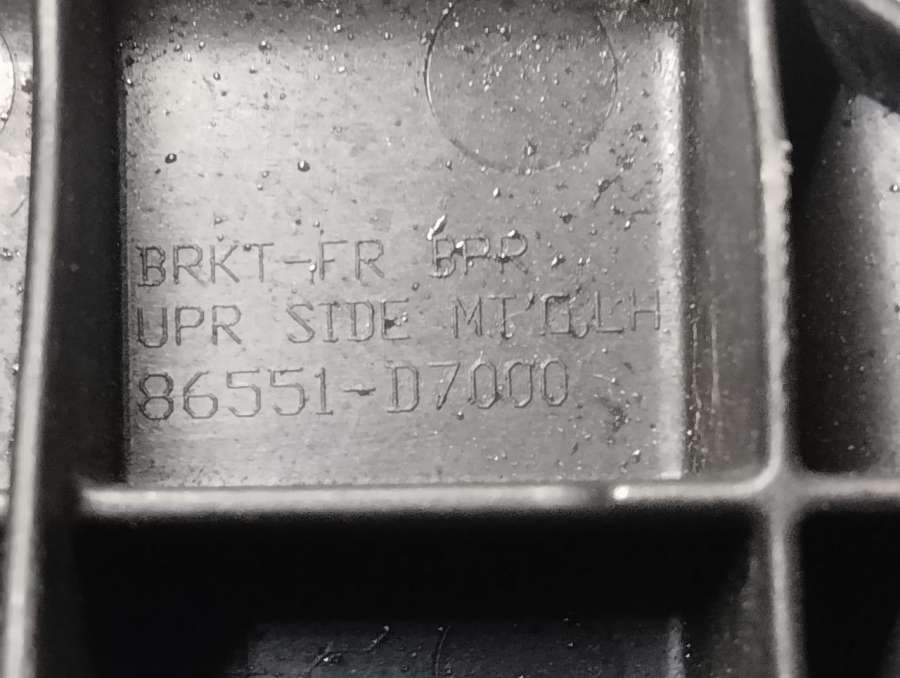 BRKT-FR BPR
UPR SIDE MT'G,LH
86551-D7000